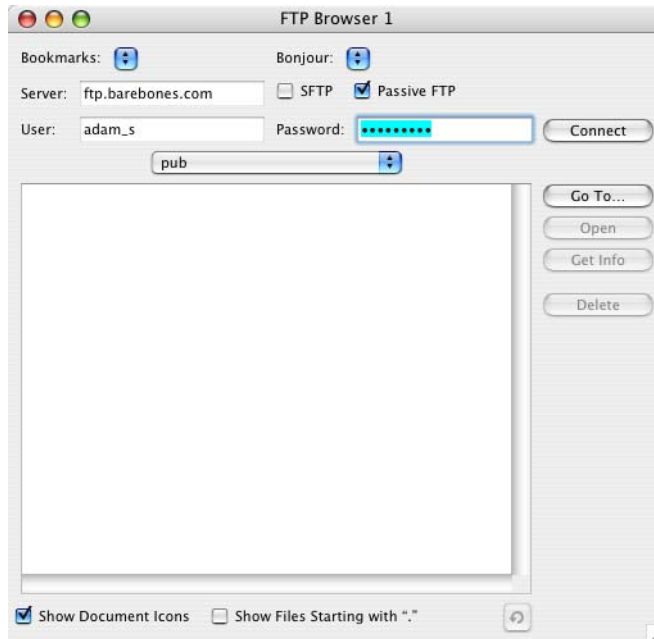 FTP Browser 1
Bookmarks: Bonjour:
Server: ftp.barebones.com SFTP Passive FTP
User: adam_s Password: ••••••••• Connect
pub
Go To...
Open
Get Info
Delete
Show Document Icons Show Files Starting with “.”